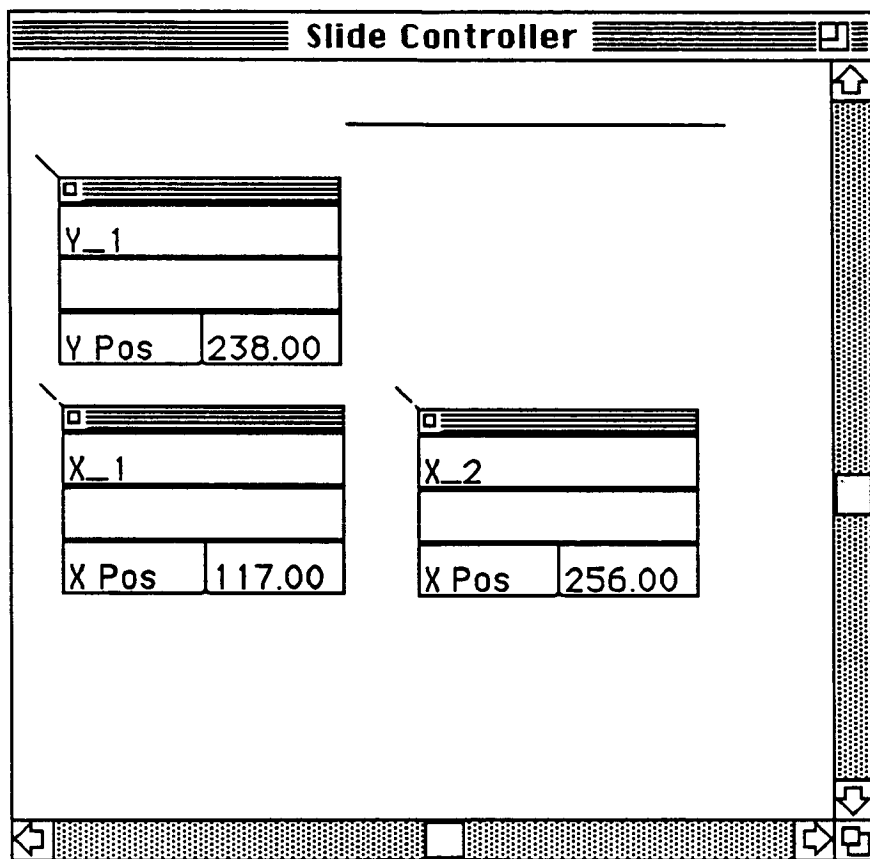 Slide Controller
Y_1
Y Pos 238.00
X_1
X Pos 117.00
X_2
X Pos 256.00